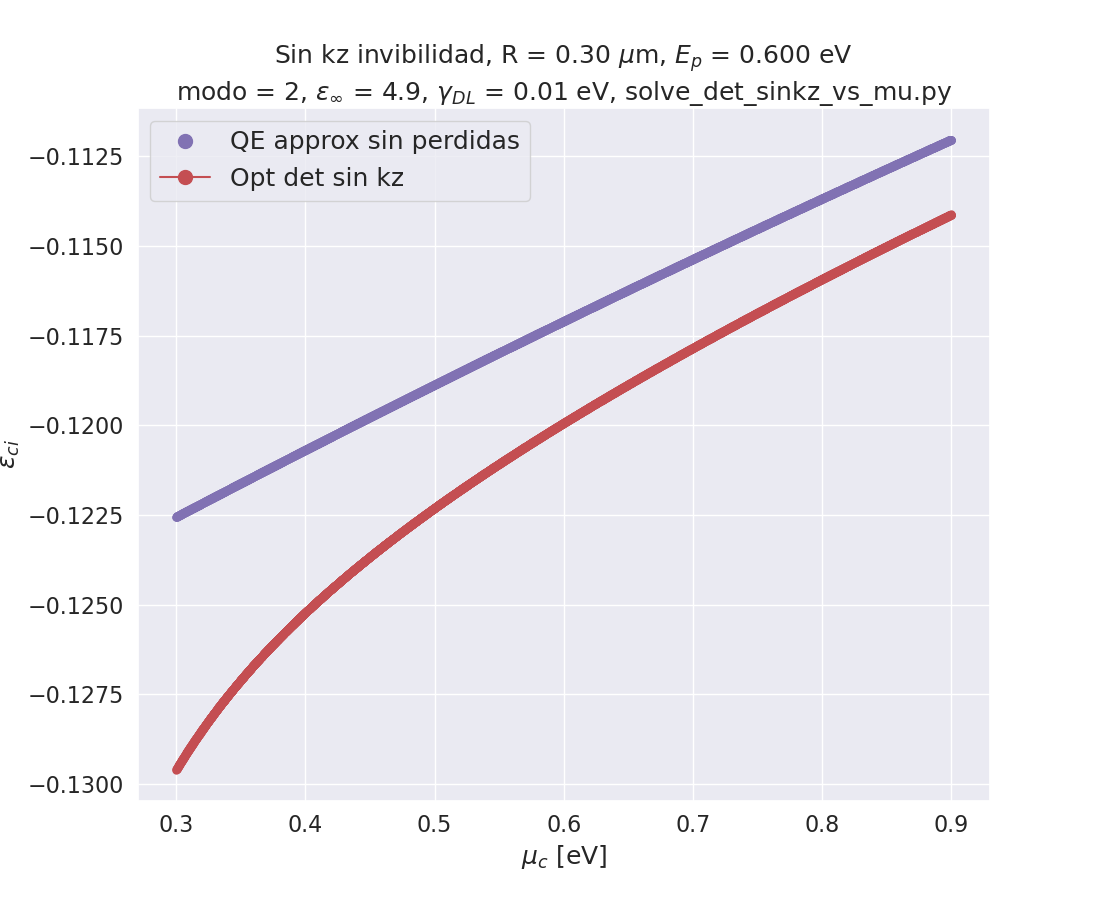 Sin kz invibilidad, R = 0.30 μm, E_p = 0.600 eV
modo = 2, ε_∞ = 4.9, γ_DL = 0.01 eV, solve_det_sinkz_vs_mu.py
QE approx sin perdidas
Opt det sin kz
−0.1125
−0.1150
−0.1175
−0.1200
−0.1225
−0.1250
−0.1275
−0.1300
ε_ci
0.3 0.4 0.5 0.6 0.7 0.8 0.9
μ_c [eV]